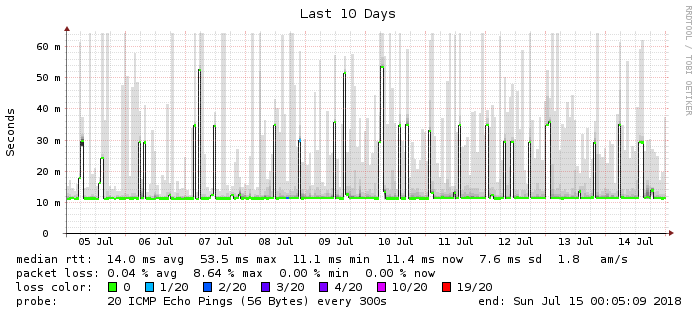 Last 10 Days
RRDTOOL / TOBI OETIKER
Seconds
60 m
50 m
40 m
30 m
20 m
10 m
0
05 Jul 06 Jul 07 Jul 08 Jul 09 Jul 10 Jul 11 Jul 12 Jul 13 Jul 14 Jul
median rtt: 14.0 ms avg 53.5 ms max 11.1 ms min 11.4 ms now 7.6 ms sd 1.8 am/s
packet loss: 0.04 % avg 8.64 % max 0.00 % min 0.00 % now
loss color: 0 1/20 2/20 3/20 4/20 10/20 19/20
probe: 20 ICMP Echo Pings (56 Bytes) every 300s end: Sun Jul 15 00:05:09 2018